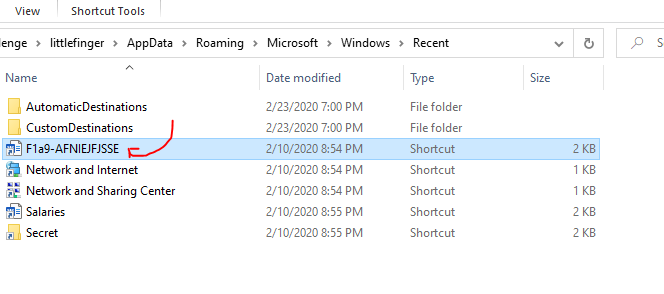 View Shortcut Tools
lenge > littlefinger > AppData > Roaming > Microsoft > Windows > Recent
Name Date modified Type Size
AutomaticDestinations 2/23/2020 7:00 PM File folder
CustomDestinations 2/23/2020 7:00 PM File folder
F1a9-AFNIEJFJSSE 2/10/2020 8:54 PM Shortcut 2 KB
Network and Internet 2/10/2020 8:54 PM Shortcut 1 KB
Network and Sharing Center 2/10/2020 8:54 PM Shortcut 1 KB
Salaries 2/10/2020 8:55 PM Shortcut 2 KB
Secret 2/10/2020 8:55 PM Shortcut 2 KB